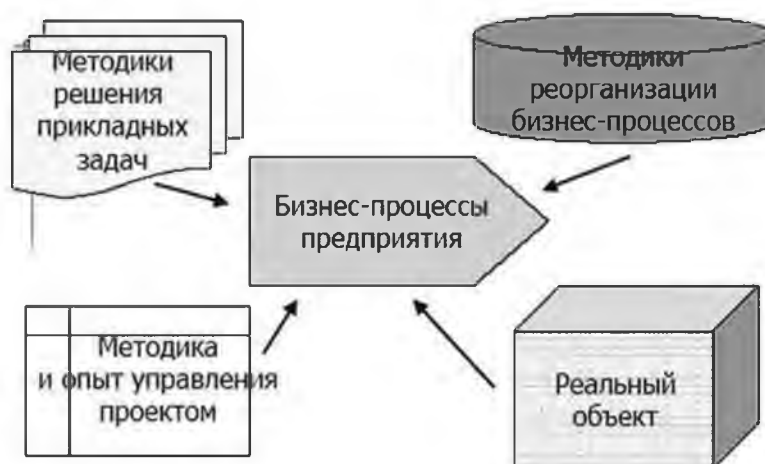 Методики
решения
прикладных
задач
Методики
реорганизации
бизнес-процессов
Бизнес-процессы
предприятия
Методика
и опыт управления
проектом
Реальный
объект